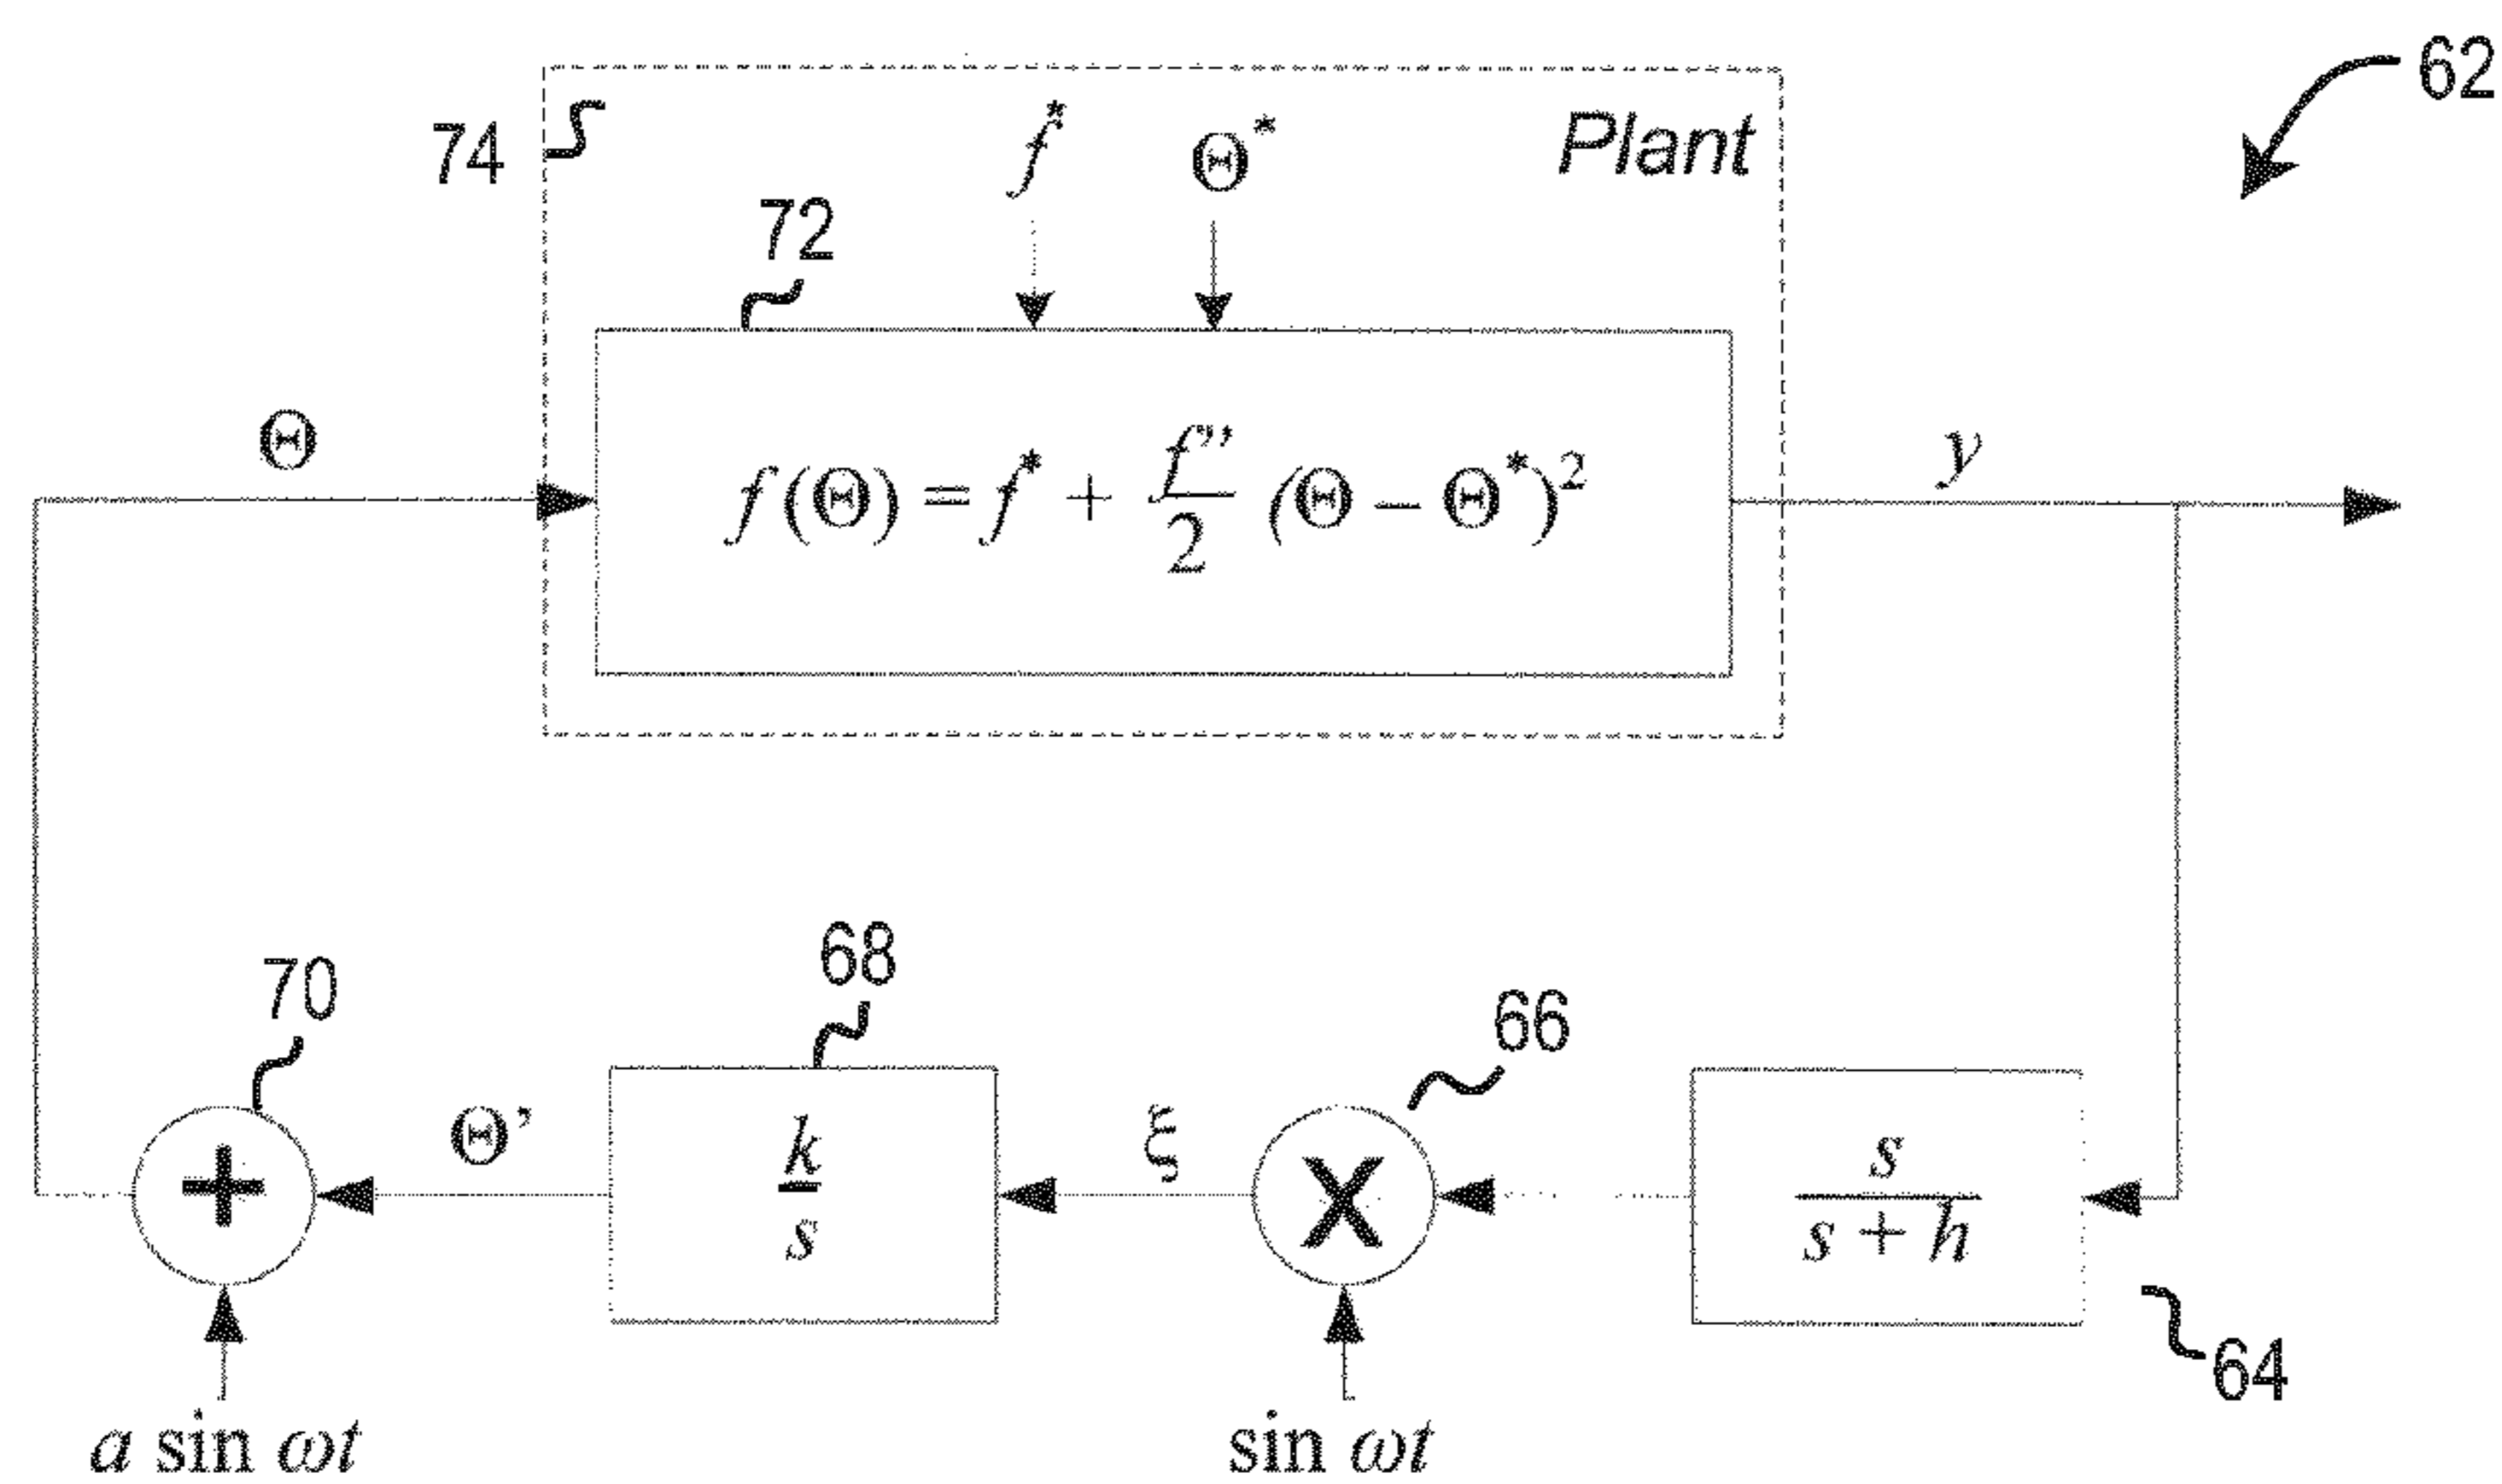 62
74
f*
Θ*
Plant
72
Θ
f(Θ) = f* + f''/2 (Θ – Θ*)²
y
70
68
66
Θ’
k/s
ξ
X
s/(s + h)
+
64
a sin ωt
sin ωt